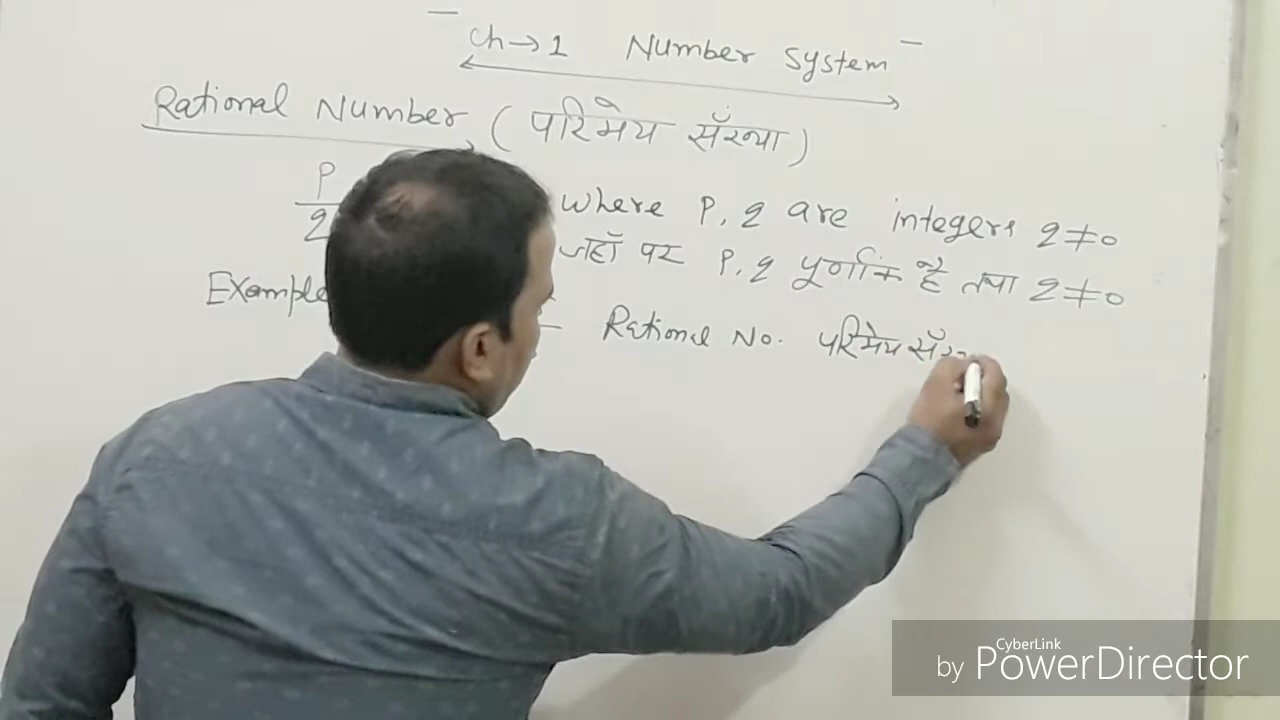 Ch→1 Number System
Rational Number (परिमेय सँख्या)
P
q
where P, q are integers q≠0
जहाँ पर P, q पूर्णांक है तथा q≠0
Example
Rational No. परिमेय
CyberLink
by PowerDirector